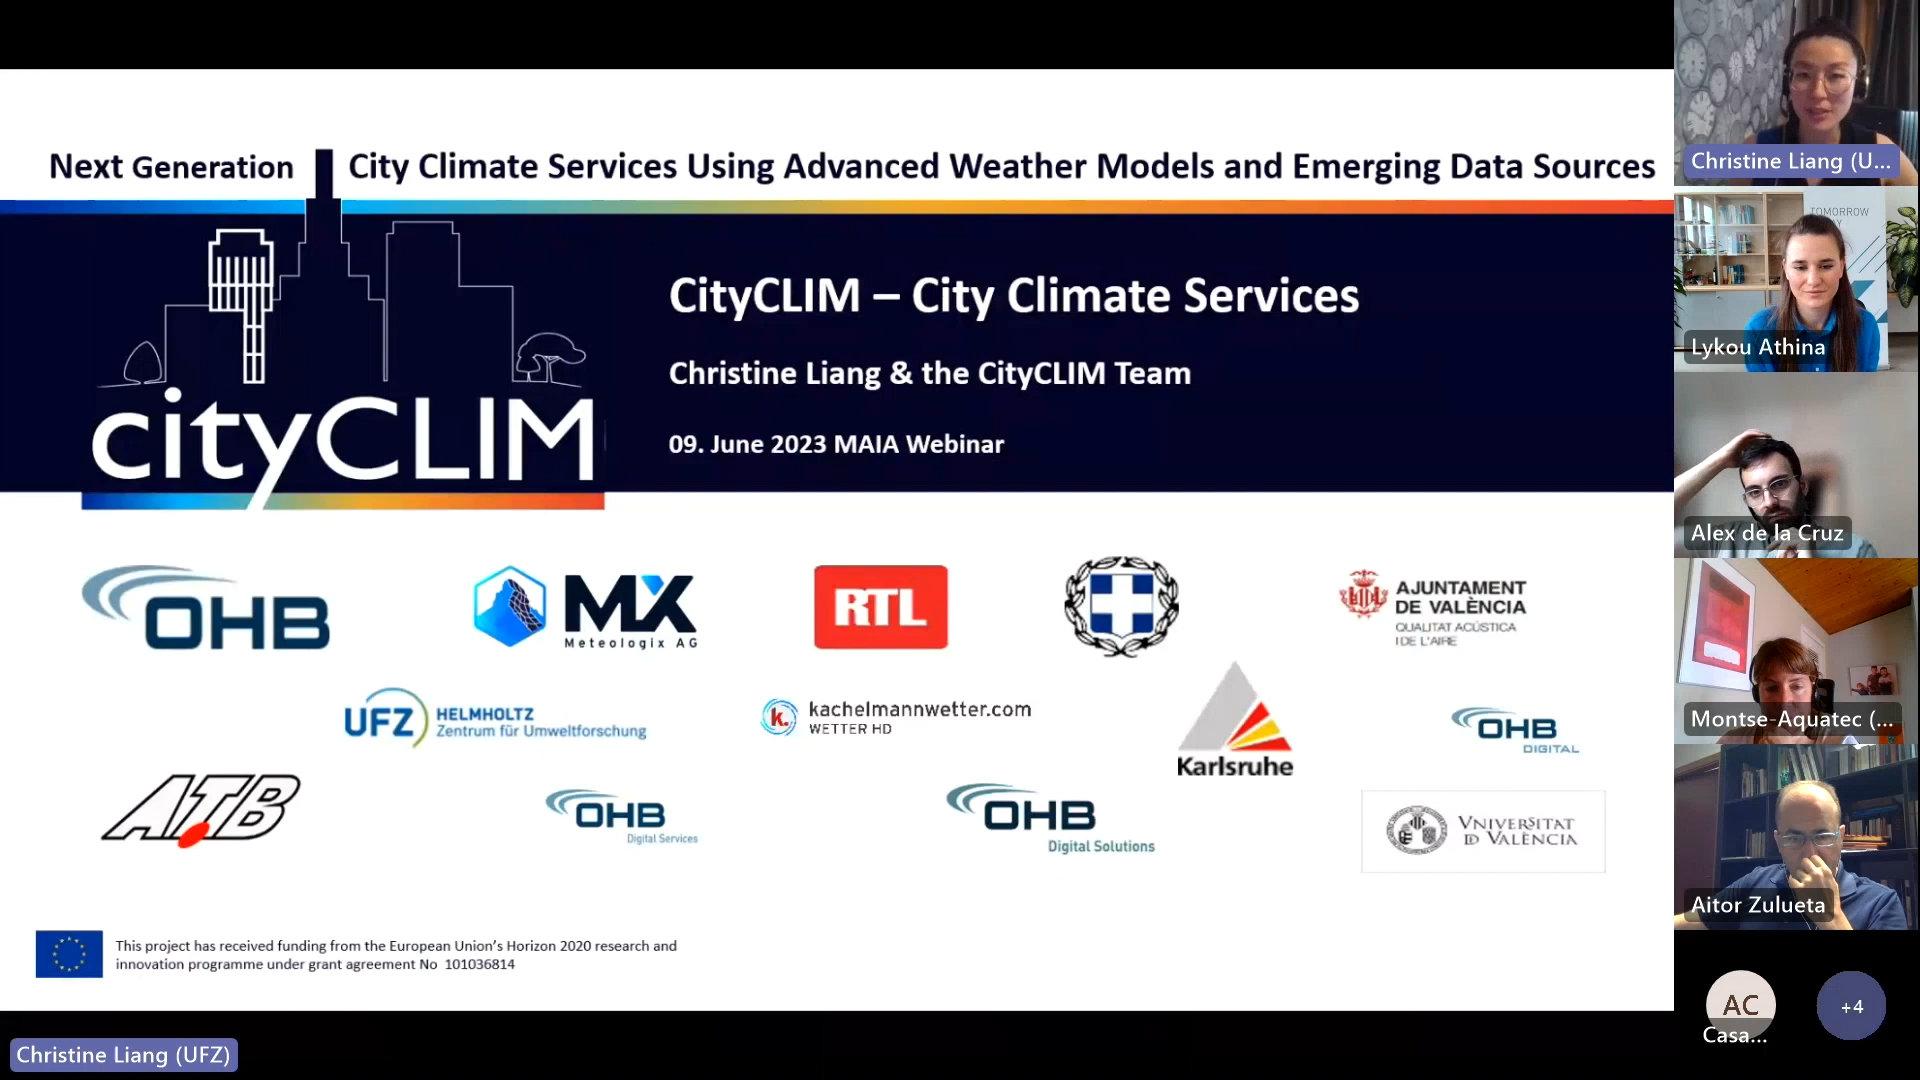 Next Generation
City Climate Services Using Advanced Weather Models and Emerging Data Sources
CityCLIM – City Climate Services
Christine Liang & the CityCLIM Team
09. June 2023 MAIA Webinar
cityCLIM
OHB
MX
Meteologix AG
RTL
AJUNTAMENT
DE VALÈNCIA
QUALITAT ACÚSTICA
I DE L'AIRE
UFZ
HELMHOLTZ
Zentrum für Umweltforschung
k.
kachelmannwetter.com
WETTER HD
Karlsruhe
OHB
DIGITAL
ATB
OHB
Digital Services
OHB
Digital Solutions
VNIVERSITAT
D VALÈNCIA
This project has received funding from the European Union's Horizon 2020 research and
innovation programme under grant agreement No 101036814
Christine Liang (UFZ)
Christine Liang (U...
TOMORROW
Lykou Athina
Alex de la Cruz
Montse-Aquatec (...
Aitor Zulueta
AC
Casa...
+4